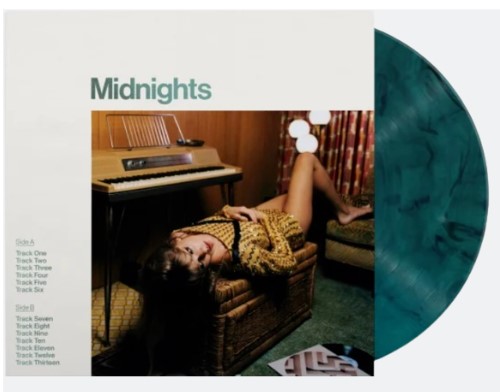 Midnights
Side A
Track One
Track Two
Track Three
Track Four
Track Five
Track Six
Side B
Track Seven
Track Eight
Track Nine
Track Ten
Track Eleven
Track Twelve
Track Thirteen